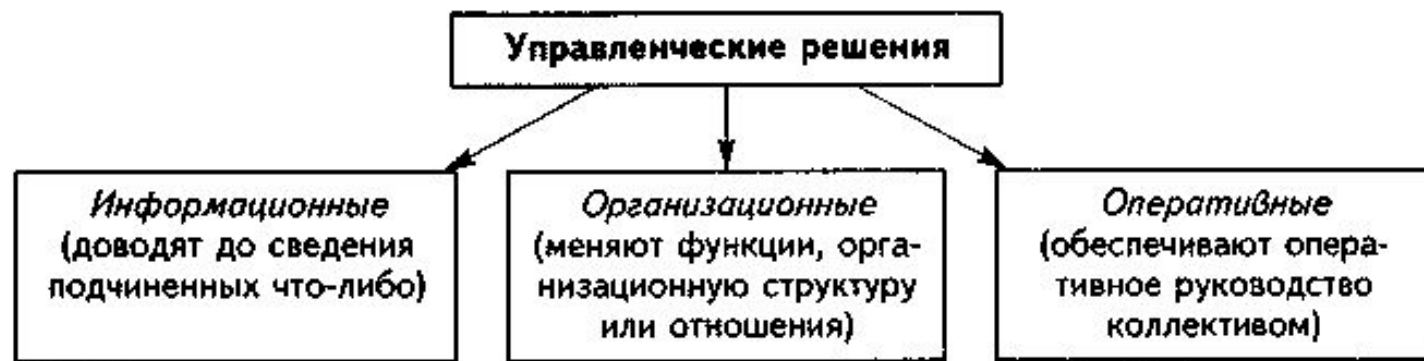 Управленческие решения
Информационные
(доводят до сведения
подчиненных что-либо)
Организационные
(меняют функции, орга-
низационную структуру
или отношения)
Оперативные
(обеспечивают опера-
тивное руководство
коллективом)